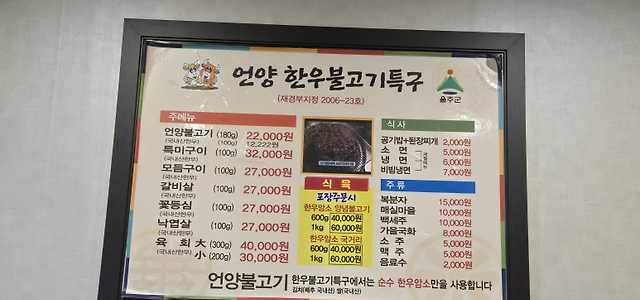 언양 한우불고기특구
(재경부지정 2006-23호)
울주군
주메뉴
언양불고기 (180g) 22,000원
(국내산한우) (100g) 12,222원
특미구이 (100g) 32,000원
(국내산한우)
모듬구이 (100g) 27,000원
(국내산한우)
갈비살 (100g) 27,000원
(국내산한우)
꽃등심 (100g) 27,000원
(국내산한우)
낙엽살 (100g) 27,000원
(국내산한우)
육 회 大 (300g) 40,000원
(국내산한우) 小 (200g) 30,000원
식 육
포장주문시
한우암소 양념불고기
600g 40,000원
1kg 60,000원
한우암소 국거리
600g 40,000원
1kg 60,000원
식 사
공기밥+된장찌개 2,000원
소 면 5,000원
냉 면 6,000원
비빔냉면 7,000원
주 류
복분자 15,000원
매실마을 10,000원
백세주 10,000원
가을국화 8,000원
소 주 5,000원
맥 주 5,000원
음료수 2,000원
언양불고기 한우불고기특구에서는 순수 한우암소만을 사용합니다
김치(배추 국내산) 쌀(국내산)